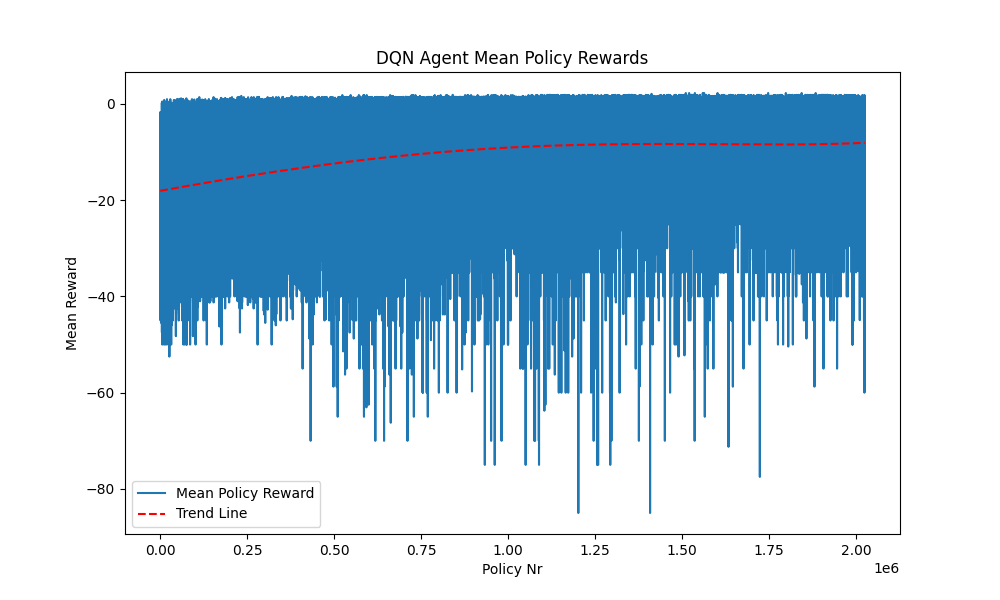 DQN Agent Mean Policy Rewards
Mean Reward
0
−20
−40
−60
−80
Mean Policy Reward
Trend Line
0.00 0.25 0.50 0.75 1.00 1.25 1.50 1.75 2.00
1e6
Policy Nr